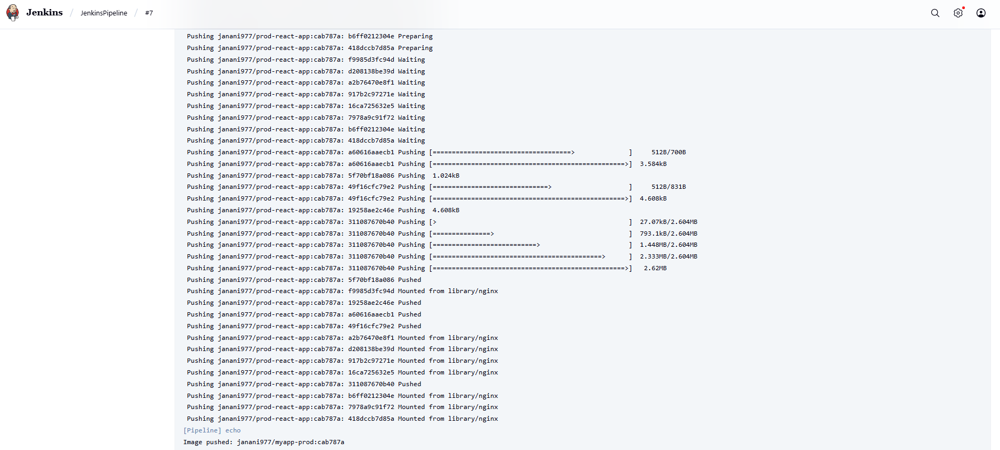 Jenkins / JenkinsPipeline / #7
Pushing janani977/prod-react-app:cab787a: b6ff0212304e Preparing
Pushing janani977/prod-react-app:cab787a: 418dccb7d85a Preparing
Pushing janani977/prod-react-app:cab787a: f9985d3fc94d Waiting
Pushing janani977/prod-react-app:cab787a: d208138be39d Waiting
Pushing janani977/prod-react-app:cab787a: a2b76470e8f1 Waiting
Pushing janani977/prod-react-app:cab787a: 917b2c97271e Waiting
Pushing janani977/prod-react-app:cab787a: 16ca725632e5 Waiting
Pushing janani977/prod-react-app:cab787a: 7978a9c91f72 Waiting
Pushing janani977/prod-react-app:cab787a: b6ff0212304e Waiting
Pushing janani977/prod-react-app:cab787a: 418dccb7d85a Waiting
Pushing janani977/prod-react-app:cab787a: a60616aaecb1 Pushing [====================================>              ]     512B/700B
Pushing janani977/prod-react-app:cab787a: a60616aaecb1 Pushing [==================================================>]  3.584kB
Pushing janani977/prod-react-app:cab787a: 5f70bf18a086 Pushing  1.024kB
Pushing janani977/prod-react-app:cab787a: 49f16cfc79e2 Pushing [==============================>                    ]     512B/831B
Pushing janani977/prod-react-app:cab787a: 49f16cfc79e2 Pushing [==================================================>]  4.608kB
Pushing janani977/prod-react-app:cab787a: 19258ae2c46e Pushing  4.608kB
Pushing janani977/prod-react-app:cab787a: 311087670b40 Pushing [>                                                  ]  27.07kB/2.604MB
Pushing janani977/prod-react-app:cab787a: 311087670b40 Pushing [===============>                                   ]  793.1kB/2.604MB
Pushing janani977/prod-react-app:cab787a: 311087670b40 Pushing [===========================>                       ]  1.448MB/2.604MB
Pushing janani977/prod-react-app:cab787a: 311087670b40 Pushing [============================================>      ]  2.333MB/2.604MB
Pushing janani977/prod-react-app:cab787a: 311087670b40 Pushing [==================================================>]   2.62MB
Pushing janani977/prod-react-app:cab787a: 5f70bf18a086 Pushed
Pushing janani977/prod-react-app:cab787a: f9985d3fc94d Mounted from library/nginx
Pushing janani977/prod-react-app:cab787a: 19258ae2c46e Pushed
Pushing janani977/prod-react-app:cab787a: a60616aaecb1 Pushed
Pushing janani977/prod-react-app:cab787a: 49f16cfc79e2 Pushed
Pushing janani977/prod-react-app:cab787a: a2b76470e8f1 Mounted from library/nginx
Pushing janani977/prod-react-app:cab787a: d208138be39d Mounted from library/nginx
Pushing janani977/prod-react-app:cab787a: 917b2c97271e Mounted from library/nginx
Pushing janani977/prod-react-app:cab787a: 16ca725632e5 Mounted from library/nginx
Pushing janani977/prod-react-app:cab787a: 311087670b40 Pushed
Pushing janani977/prod-react-app:cab787a: b6ff0212304e Mounted from library/nginx
Pushing janani977/prod-react-app:cab787a: 7978a9c91f72 Mounted from library/nginx
Pushing janani977/prod-react-app:cab787a: 418dccb7d85a Mounted from library/nginx
[Pipeline] echo
Image pushed: janani977/myapp-prod:cab787a